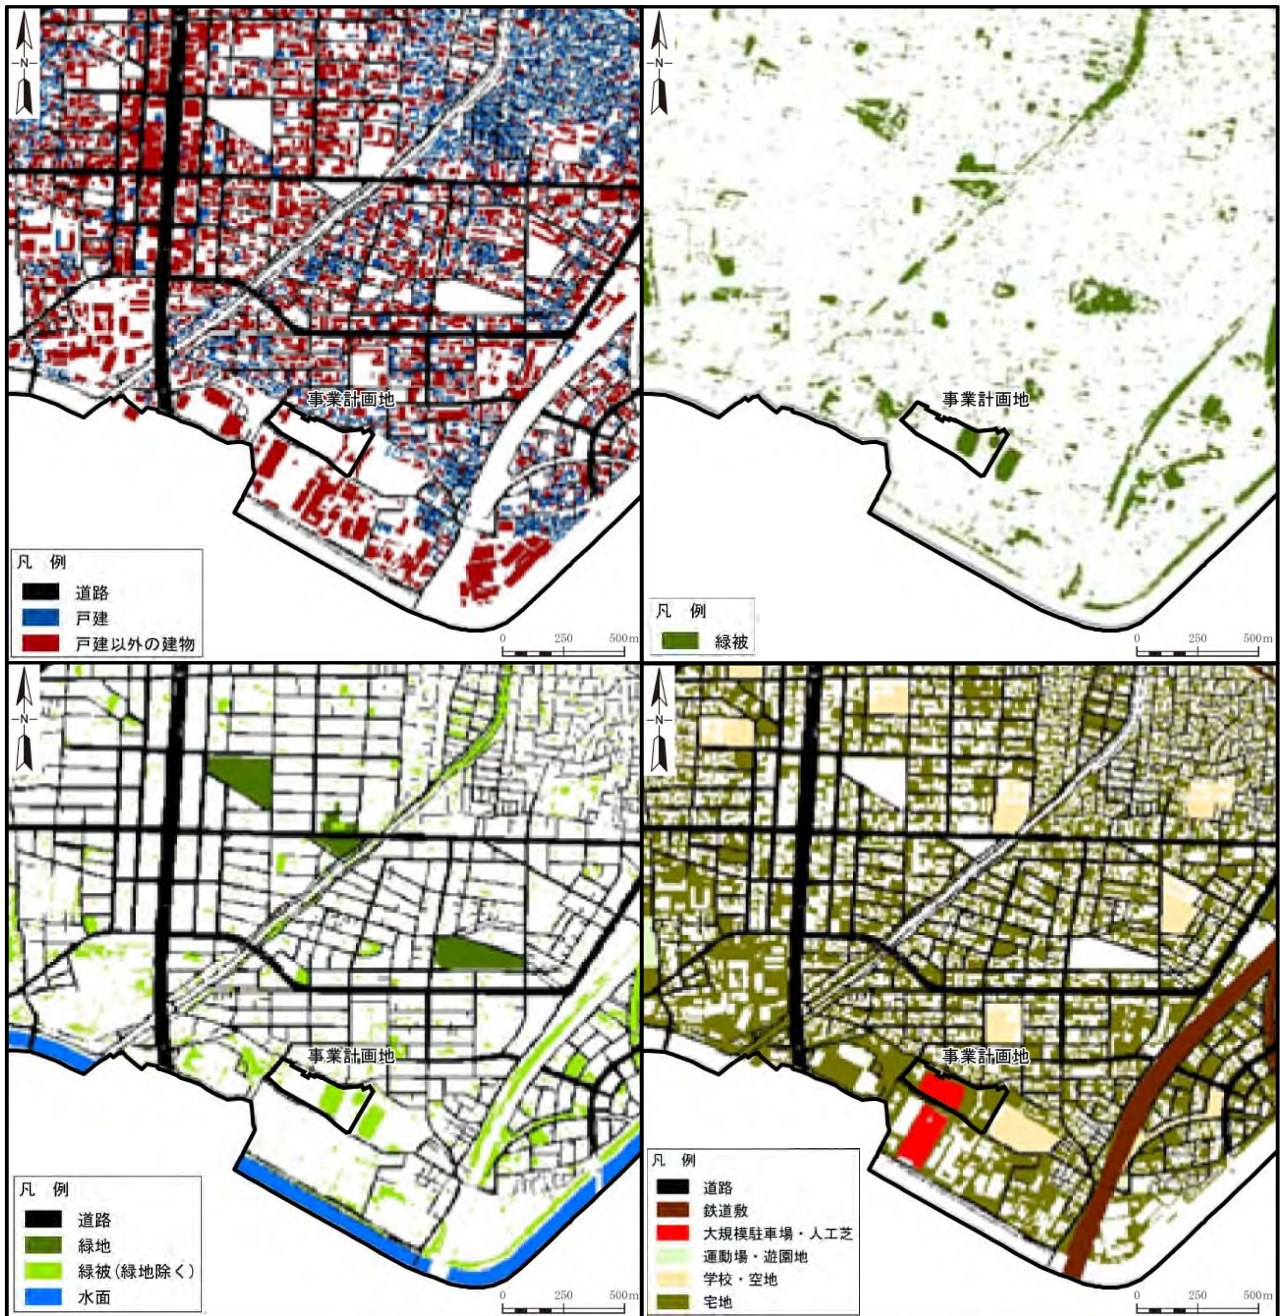 N
事業計画地
凡 例
道路
戸建
戸建以外の建物
0 250 500m
N
事業計画地
凡 例
緑被
0 250 500m
N
事業計画地
凡 例
道路
緑地
緑被(緑地除く)
水面
0 250 500m
N
事業計画地
凡 例
道路
鉄道敷
大規模駐車場・人工芝
運動場・遊園地
学校・空地
宅地
0 250 500m